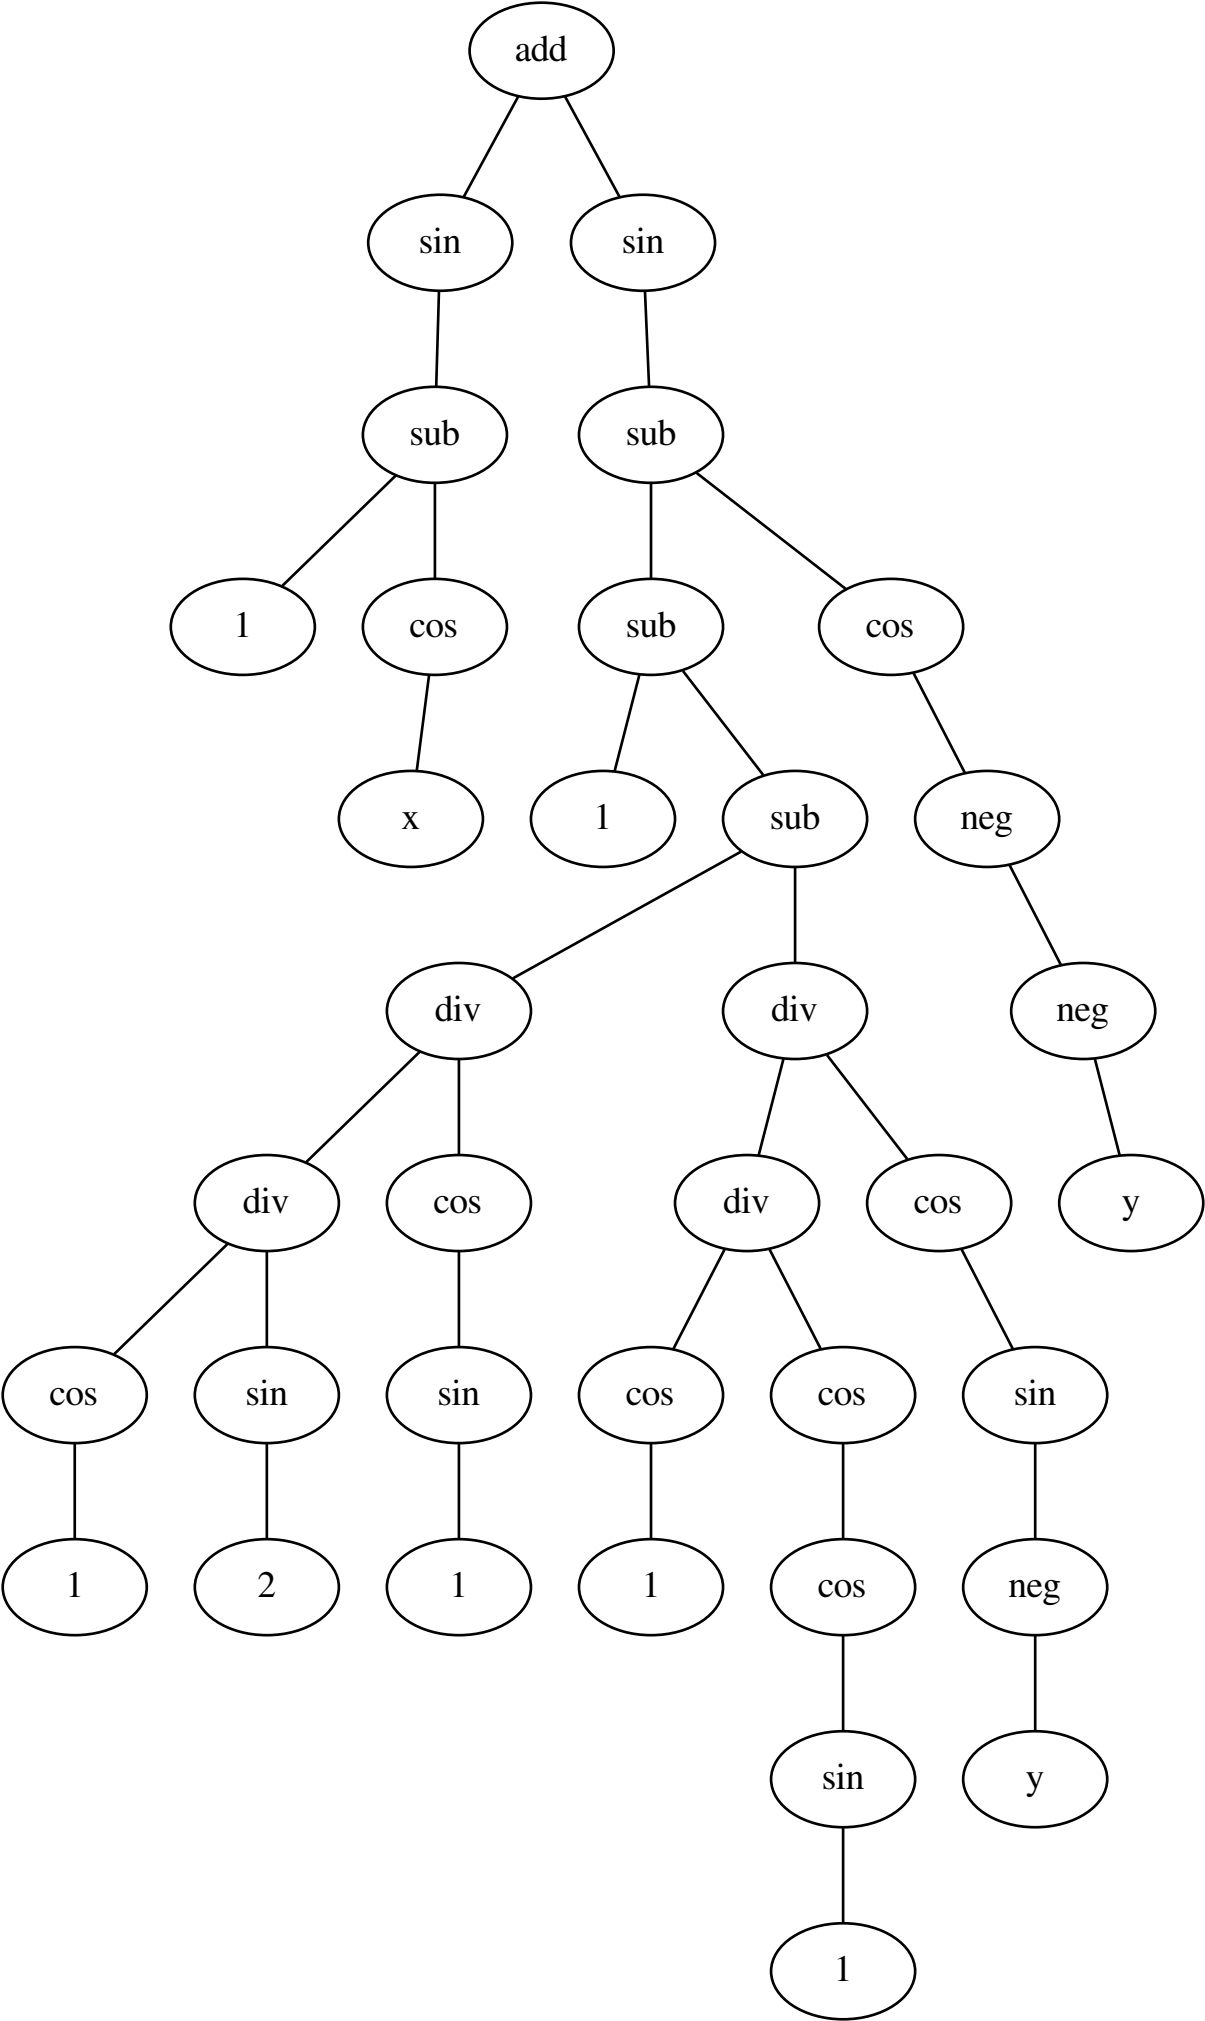 add
sin sin
sub sub
1 cos sub cos
x 1 sub neg
div div neg
div cos div cos y
cos sin sin cos cos sin
1 2 1 1 cos neg
sin y
1